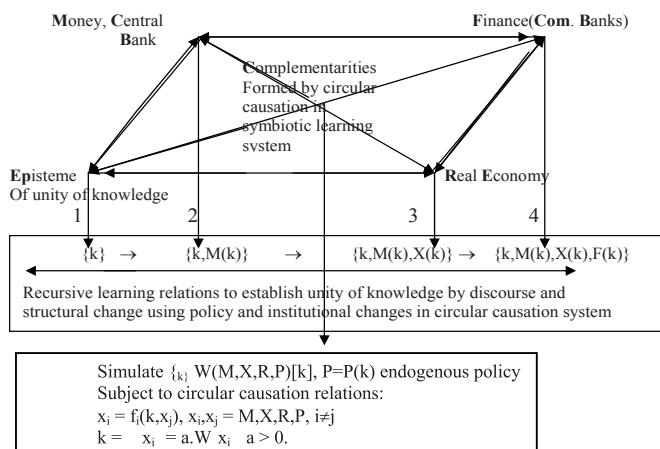 Money, Central Bank
Finance(Com. Banks)
Complementarities
Formed by circular
causation in
symbiotic learning
system
Episteme
Of unity of knowledge
Real Economy
1 2 3 4
{k} → {k,M(k)} → {k,M(k),X(k)} → {k,M(k),X(k),F(k)}
Recursive learning relations to establish unity of knowledge by discourse and
structural change using policy and institutional changes in circular causation system
Simulate {k} W(M,X,R,P)[k], P=P(k) endogenous policy
Subject to circular causation relations:
xi = fi(k,xj), xi,xj = M,X,R,P, i≠j
k = xi = a.W xi a > 0.